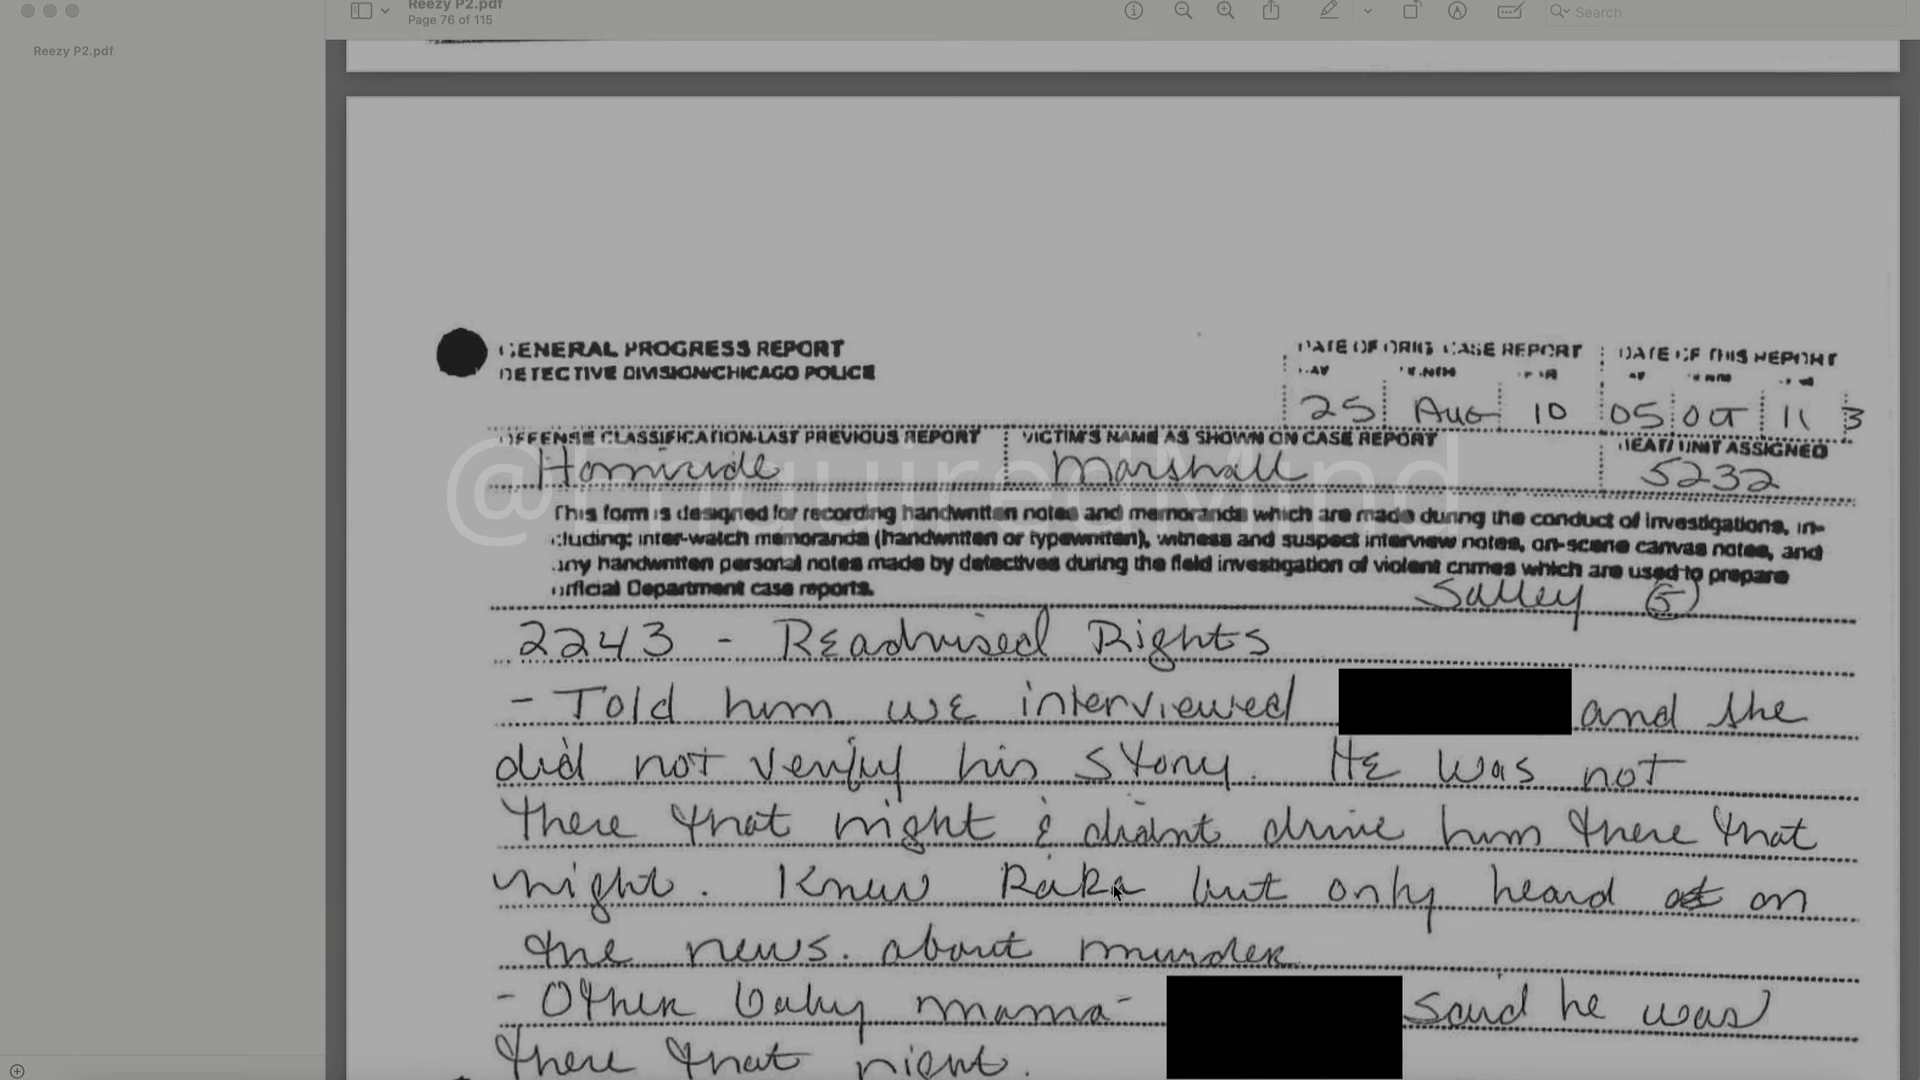 Reezy P2.pdf
Page 76 of 115
Search
Reezy P2.pdf
GENERAL PROGRESS REPORT
DETECTIVE DIVISION/CHICAGO POLICE
DATE OF ORIG. CASE REPORT
DATE OF THIS REPORT
25 Aug 10
05 Oct 11
3
OFFENSE CLASSIFICATION-LAST PREVIOUS REPORT
VICTIM'S NAME AS SHOWN ON CASE REPORT
BEAT/UNIT ASSIGNED
Homicide
Marshall
5232
@EnquiredMind
This form is designed for recording handwritten notes and memoranda which are made during the conduct of investigations, in-
cluding: inter-watch memoranda (handwritten or typewritten), witness and suspect interview notes, on-scene canvas notes, and
any handwritten personal notes made by detectives during the field investigation of violent crimes which are used to prepare
official Department case reports.
Salley 5
2243 - Readvised Rights
- Told him we interviewed and she
did not verify his story. He was not
there that night & didnt drive him there that
night. Knew but only heard on
the news. about murder
- Other baby mama - said he was
there that night.